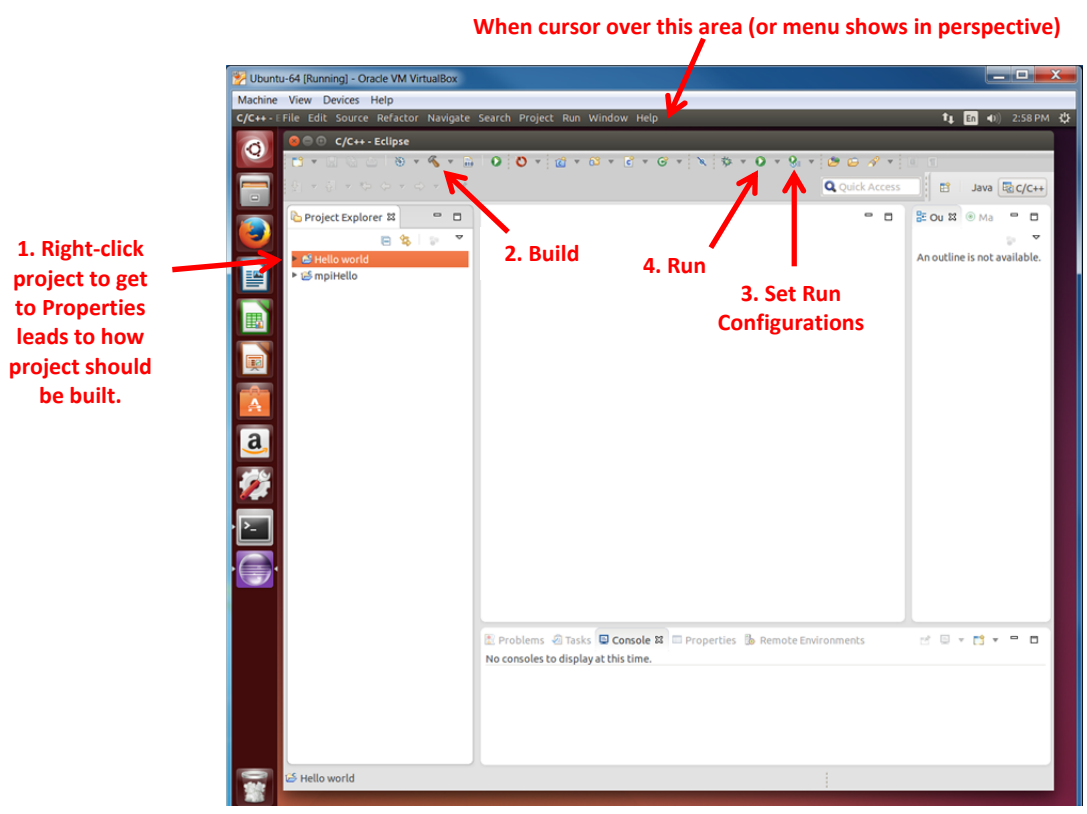 When cursor over this area (or menu shows in perspective)
Ubuntu-64 [Running] - Oracle VM VirtualBox
Machine View Devices Help
C/C++ - E File Edit Source Refactor Navigate Search Project Run Window Help En 2:58 PM
C/C++ - Eclipse
Quick Access Java C/C++
Project Explorer Ou Ma
1. Right-click
project to get
to Properties
leads to how
project should
be built.
Hello world
mpiHello
2. Build
4. Run
3. Set Run
Configurations
An outline is not available.
Problems Tasks Console Properties Remote Environments
No consoles to display at this time.
Hello world